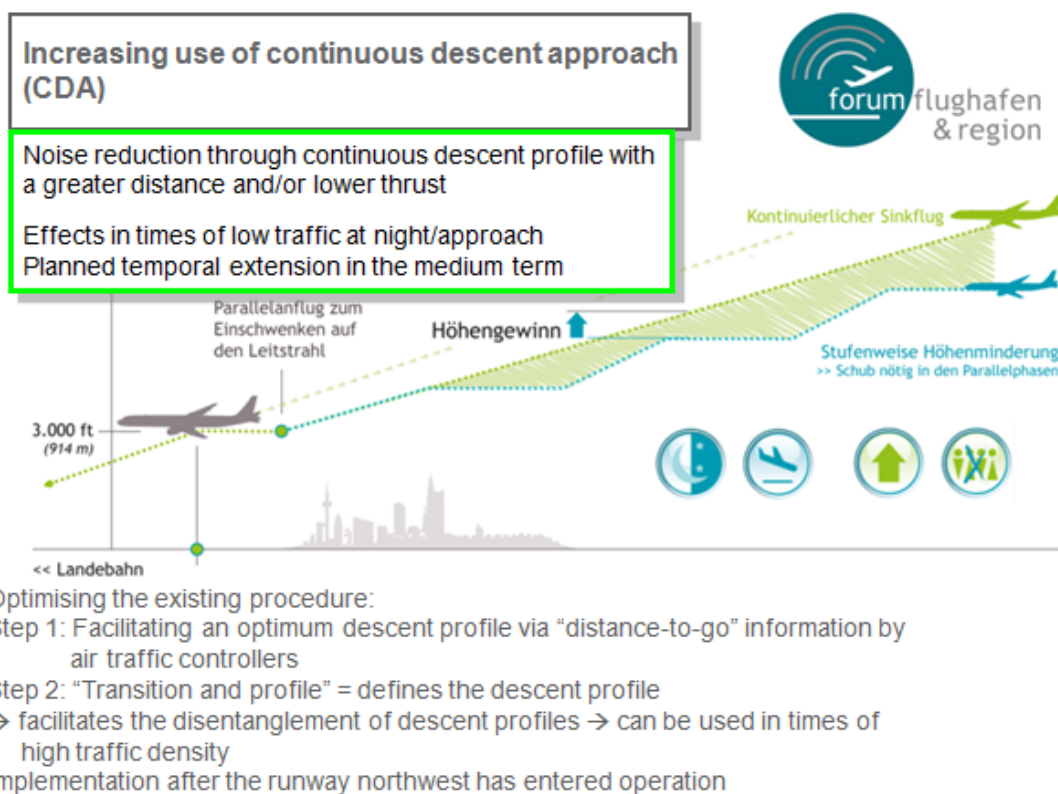 Increasing use of continuous descent approach
(CDA)
forum flughafen
& region
Noise reduction through continuous descent profile with
a greater distance and/or lower thrust
Effects in times of low traffic at night/approach
Planned temporal extension in the medium term
Kontinuierlicher Sinkflug
Parallelanflug zum
Einschwenken auf
den Leitstrahl
Höhengewinn
Stufenweise Höhenminderung
>> Schub nötig in den Parallelphasen
3.000 ft
(914 m)
<< Landebahn
Optimising the existing procedure:
Step 1: Facilitating an optimum descent profile via “distance-to-go” information by
air traffic controllers
Step 2: “Transition and profile” = defines the descent profile
→ facilitates the disentanglement of descent profiles → can be used in times of
high traffic density
Implementation after the runway northwest has entered operation